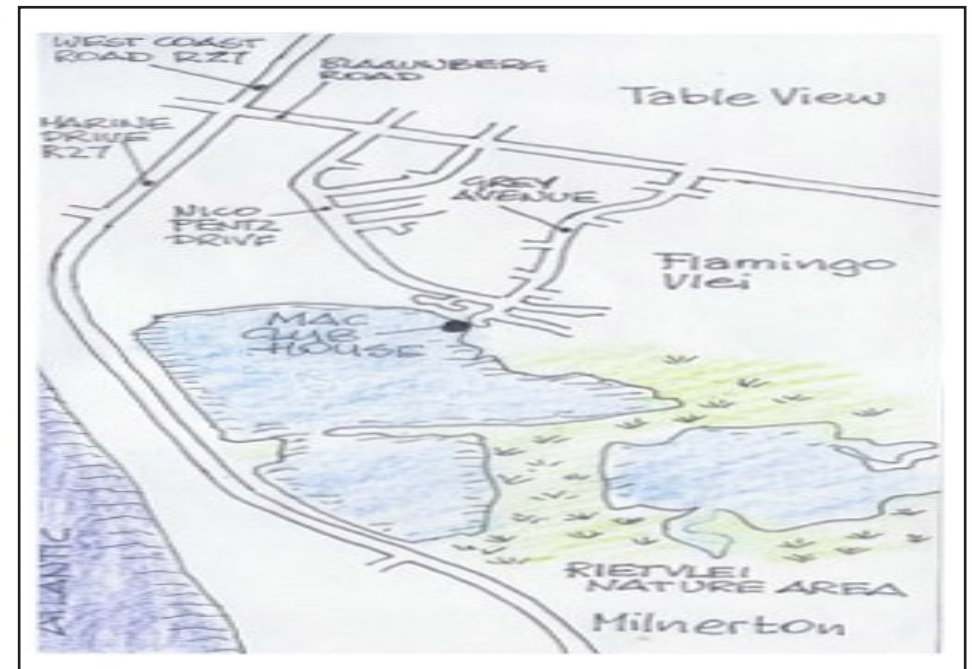 WEST COAST
ROAD R27
BLAAUWBERG
ROAD
Table View
MARINE
DRIVE
R27
GREY
AVENUE
NICO
PENTZ
DRIVE
Flamingo
Vlei
MAC
CLUB
HOUSE
ATLANTIC
RIETVLEI
NATURE AREA
Milnerton